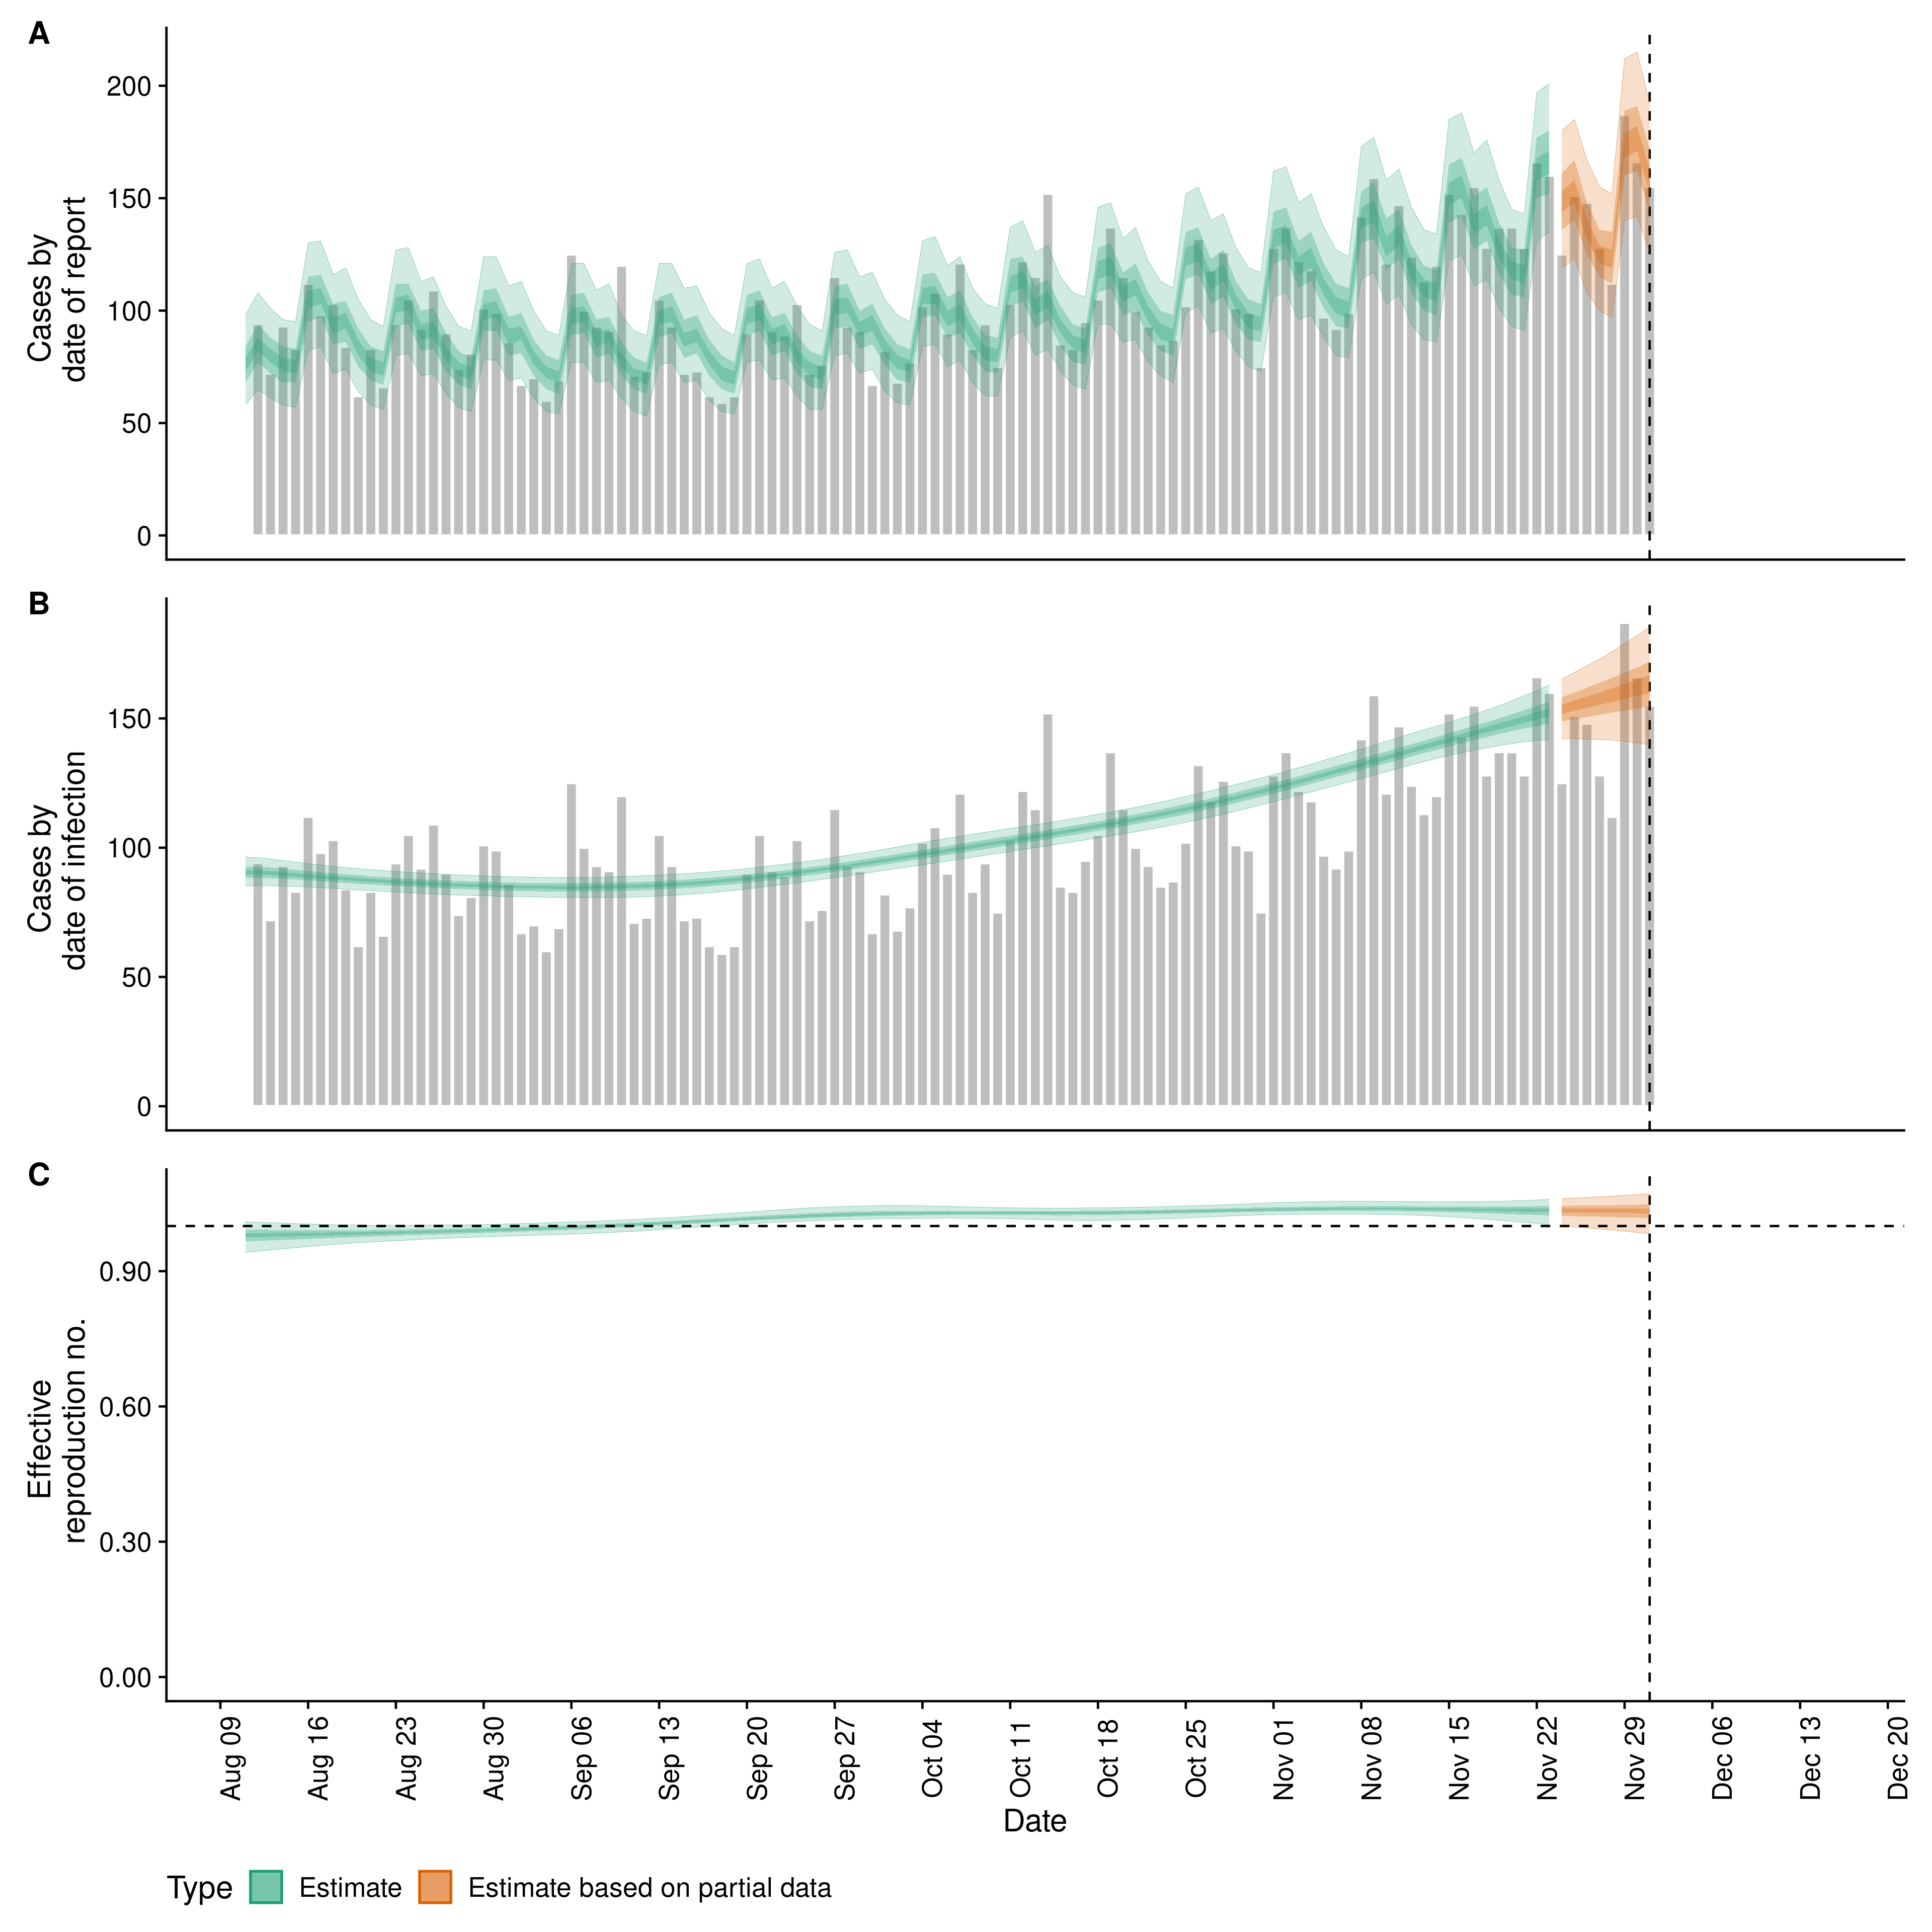 A
200
150
100
50
0
Cases by
date of report
B
150
100
50
0
Cases by
date of infection
C
0.90
0.60
0.30
0.00
Effective
reproduction no.
Aug 09
Aug 16
Aug 23
Aug 30
Sep 06
Sep 13
Sep 20
Sep 27
Oct 04
Oct 11
Oct 18
Oct 25
Nov 01
Nov 08
Nov 15
Nov 22
Nov 29
Dec 06
Dec 13
Dec 20
Date
Type Estimate Estimate based on partial data